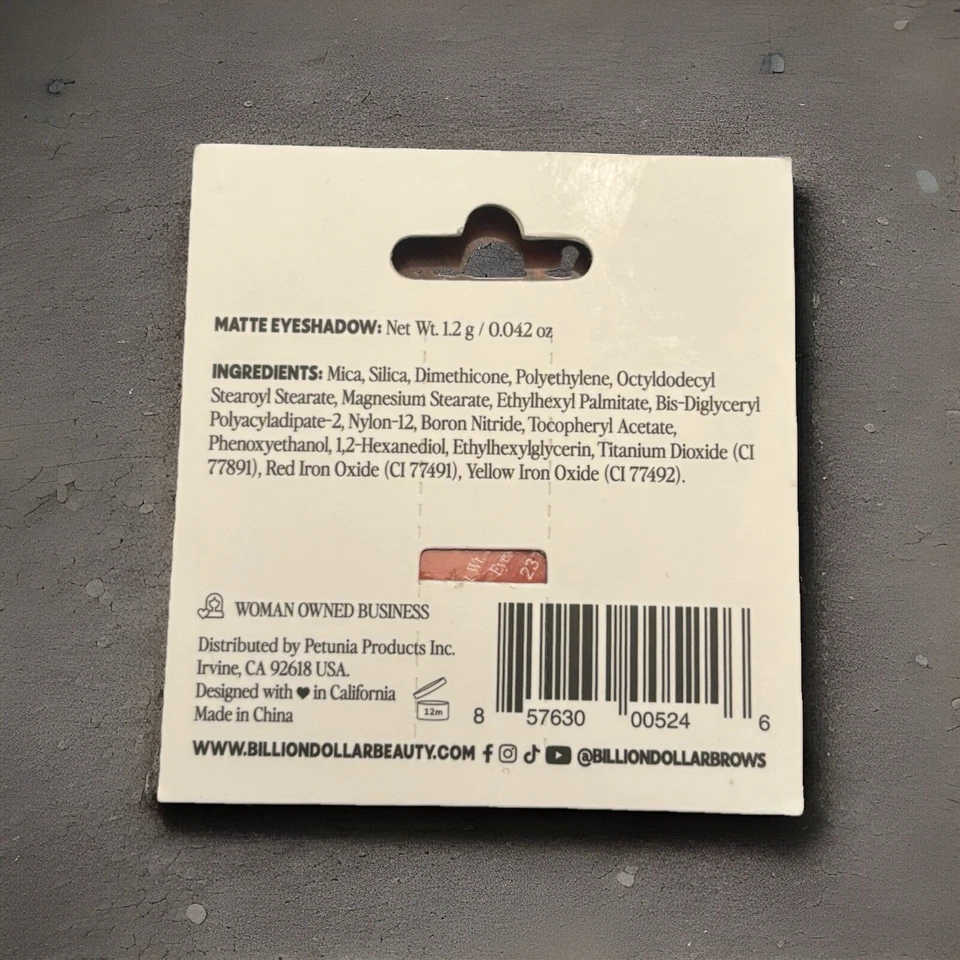 MATTE EYESHADOW: Net Wt. 1.2 g / 0.042 oz
INGREDIENTS: Mica, Silica, Dimethicone, Polyethylene, Octyldodecyl
Stearoyl Stearate, Magnesium Stearate, Ethylhexyl Palmitate, Bis-Diglyceryl
Polyacyladipate-2, Nylon-12, Boron Nitride, Tocopheryl Acetate,
Phenoxyethanol, 1,2-Hexanediol, Ethylhexylglycerin, Titanium Dioxide (CI
77891), Red Iron Oxide (CI 77491), Yellow Iron Oxide (CI 77492).
Wt.
23
WOMAN OWNED BUSINESS
Distributed by Petunia Products Inc.
Irvine, CA 92618 USA.
Designed with ♥ in California
Made in China
12m
8 57630 00524 6
WWW.BILLIONDOLLARBEAUTY.COM @BILLIONDOLLARBROWS